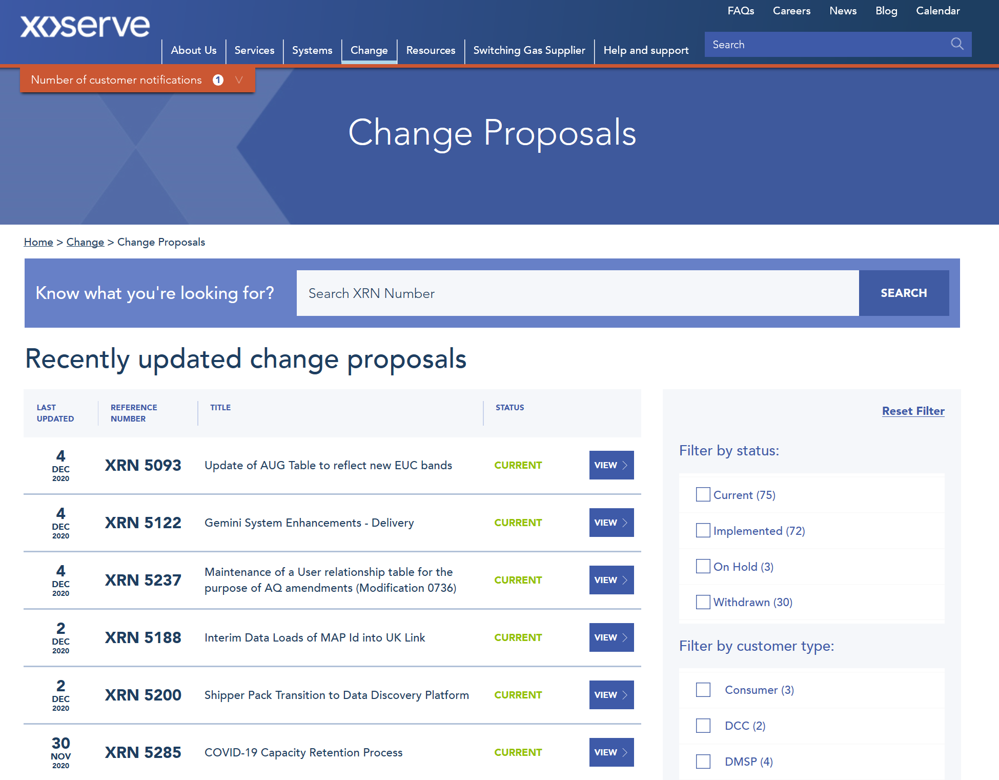 xoserve
FAQs Careers News Blog Calendar
Search
About Us Services Systems Change Resources Switching Gas Supplier Help and support
Number of customer notifications 1
Change Proposals
Home > Change > Change Proposals
Know what you're looking for? Search XRN Number SEARCH
Recently updated change proposals
LAST UPDATED REFERENCE NUMBER TITLE STATUS
4 DEC 2020 XRN 5093 Update of AUG Table to reflect new EUC bands CURRENT VIEW
4 DEC 2020 XRN 5122 Gemini System Enhancements - Delivery CURRENT VIEW
4 DEC 2020 XRN 5237 Maintenance of a User relationship table for the
purpose of AQ amendments (Modification 0736) CURRENT VIEW
2 DEC 2020 XRN 5188 Interim Data Loads of MAP Id into UK Link CURRENT VIEW
2 DEC 2020 XRN 5200 Shipper Pack Transition to Data Discovery Platform CURRENT VIEW
30 NOV 2020 XRN 5285 COVID-19 Capacity Retention Process CURRENT VIEW
Reset Filter
Filter by status:
Current (75)
Implemented (72)
On Hold (3)
Withdrawn (30)
Filter by customer type:
Consumer (3)
DCC (2)
DMSP (4)